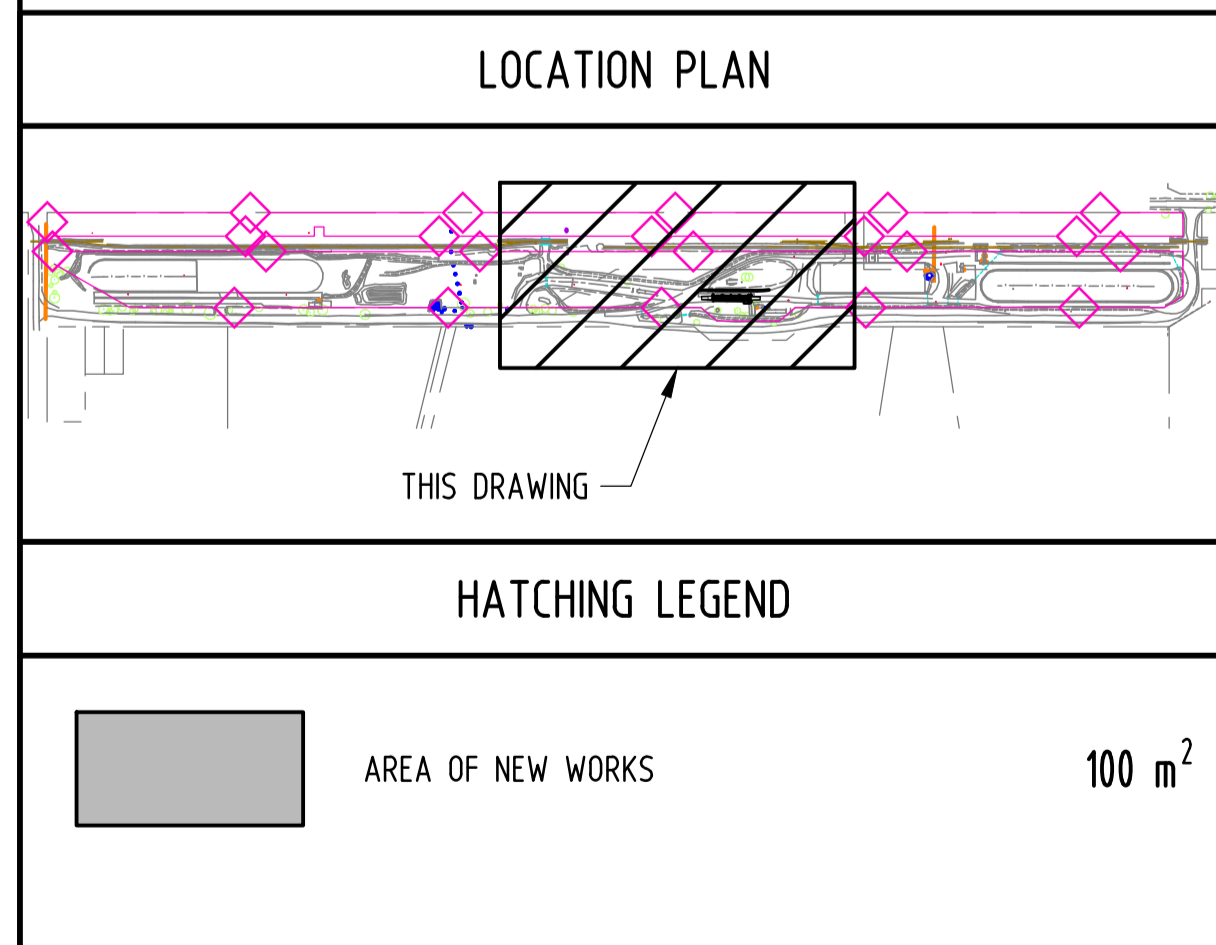 LOCATION PLAN
THIS DRAWING
HATCHING LEGEND
AREA OF NEW WORKS 100 m²